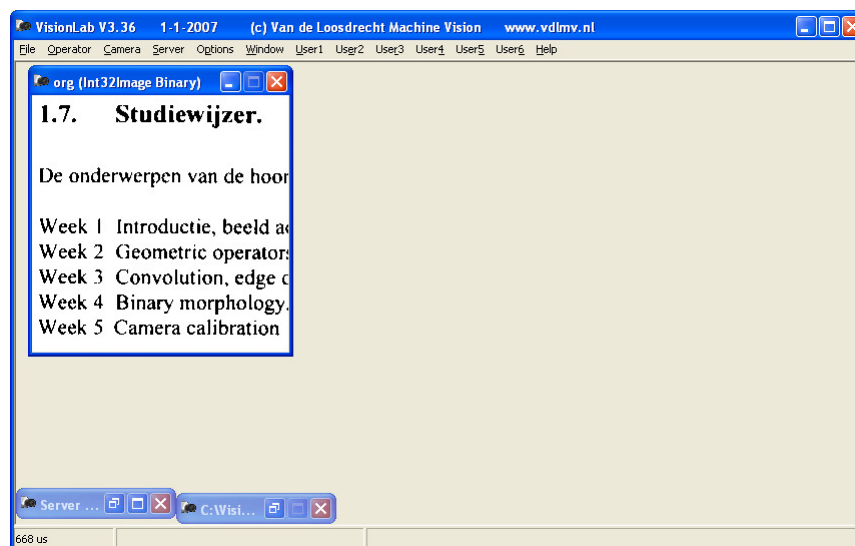 VisionLab V3.36 1-1-2007 (c) Van de Loosdrecht Machine Vision www.vdlmv.nl
File Operator Camera Server Options Window User1 User2 User3 User4 User5 User6 Help
org (Int32Image Binary)
1.7. Studiewijzer.
De onderwerpen van de hoor
Week 1 Introductie, beeld ac
Week 2 Geometric operators
Week 3 Convolution, edge d
Week 4 Binary morphology.
Week 5 Camera calibration
Server ...
C:\Visi...
668 us